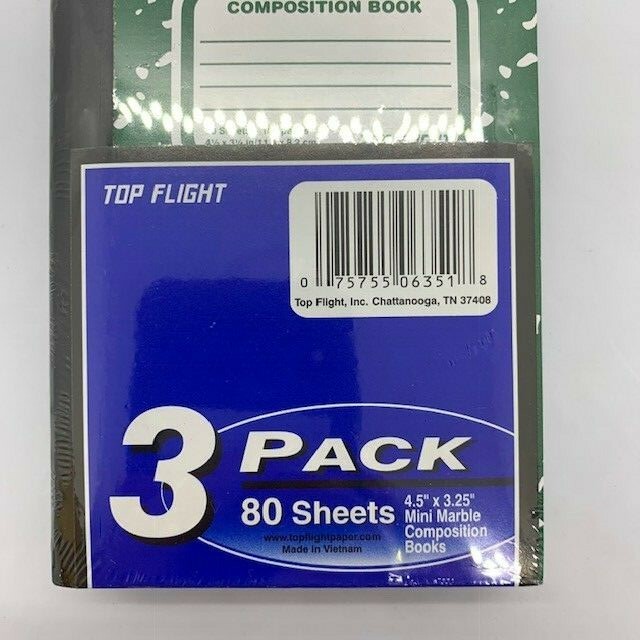 COMPOSITION BOOK
TOP FLIGHT
0 75755 06351 8
Top Flight, Inc. Chattanooga, TN 37408
3 PACK
80 Sheets
4.5" x 3.25"
Mini Marble
Composition
Books
www.topflightpaper.com
Made in Vietnam